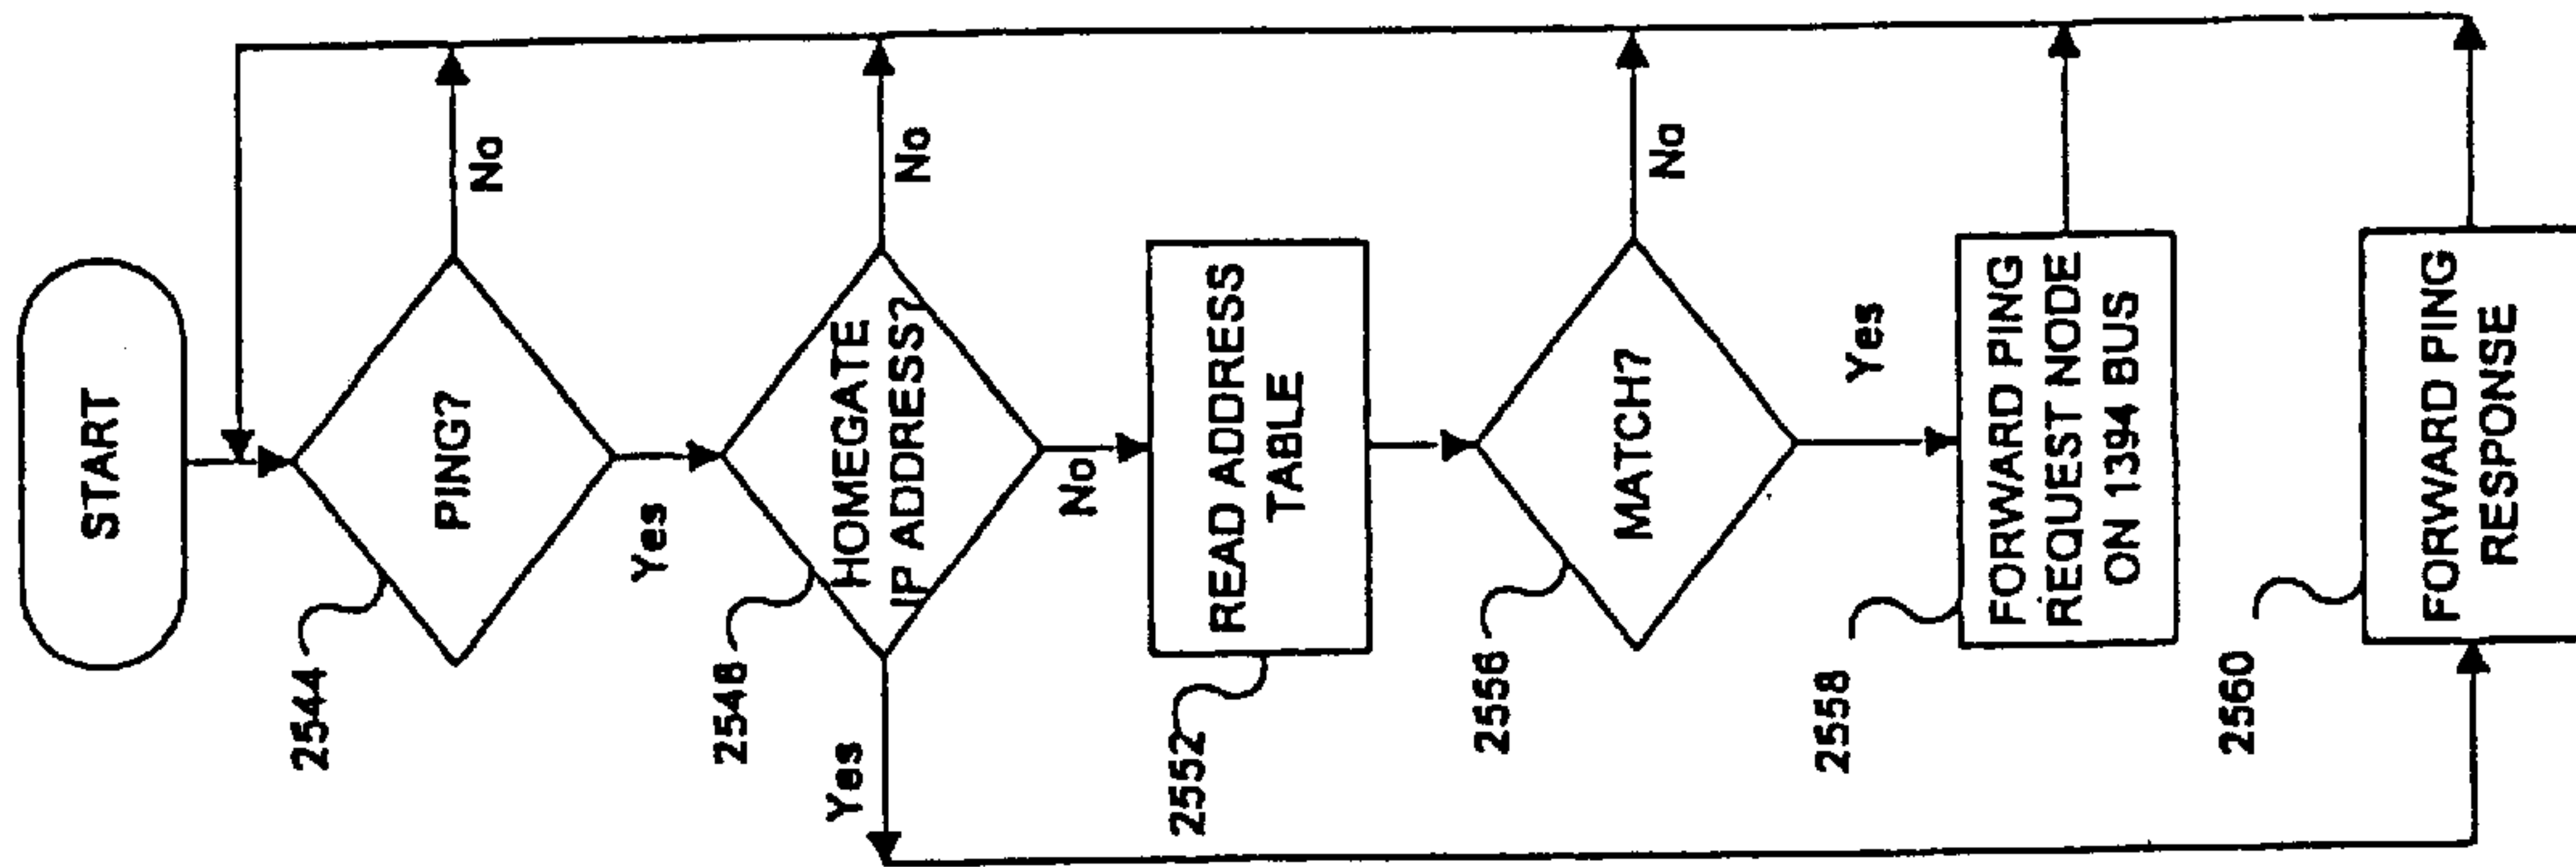 START
PING?
No
2544
Yes
HOMEGATE
IP ADDRESS?
No
2548
Yes
No
READ ADDRESS
TABLE
2552
MATCH?
No
2556
Yes
FORWARD PING
REQUEST NODE
ON 1394 BUS
2558
FORWARD PING
RESPONSE
2560